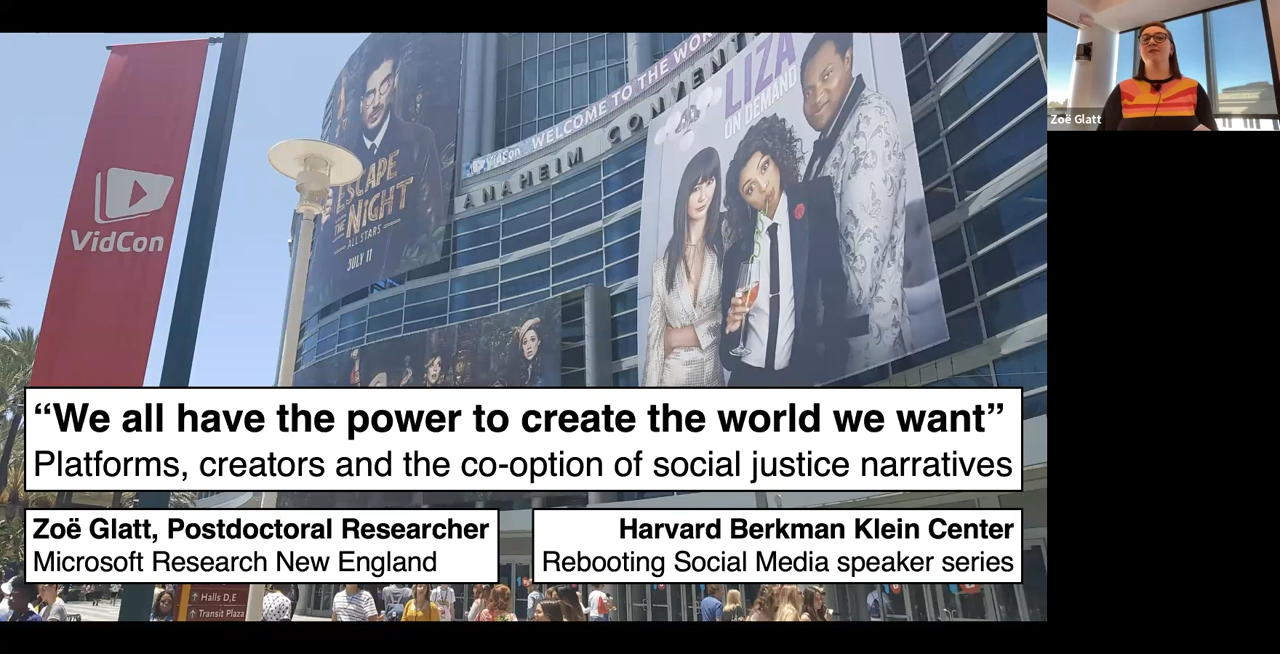 VidCon
ESCAPE
THE
NIGHT
ALL STARS
JULY 11
VidCon
WELCOME TO THE WOR
ANAHEIM CONVENT
LIZA
ON DEMAND
Zoë Glatt
“We all have the power to create the world we want”
Platforms, creators and the co-option of social justice narratives
Zoë Glatt, Postdoctoral Researcher
Microsoft Research New England
Harvard Berkman Klein Center
Rebooting Social Media speaker series
↑ Halls D,E
↑ Transit Plaza